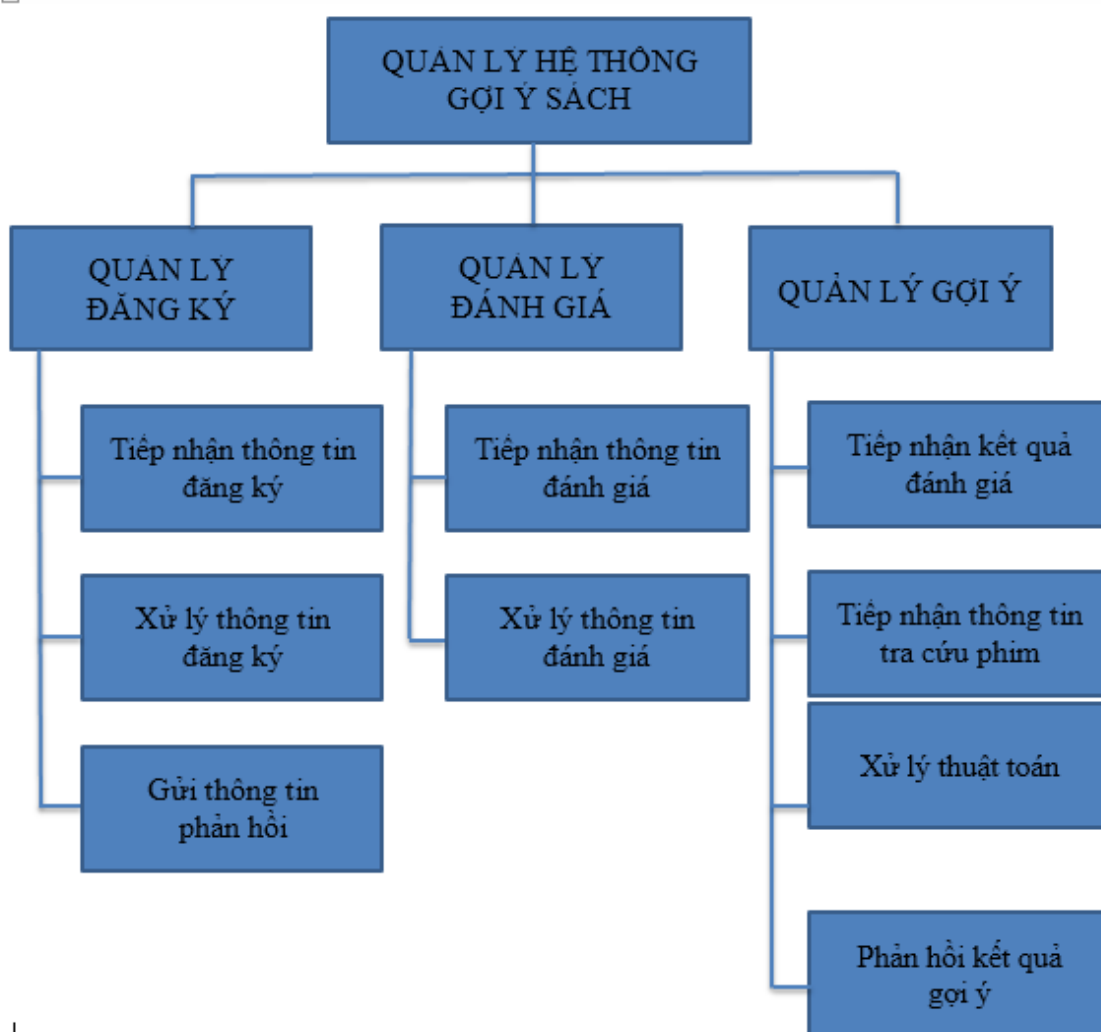 QUẢN LÝ HỆ THỐNG
GỢI Ý SÁCH
QUẢN LÝ
ĐĂNG KÝ
QUẢN LÝ
ĐÁNH GIÁ
QUẢN LÝ GỢI Ý
Tiếp nhận thông tin
đăng ký
Xử lý thông tin
đăng ký
Gửi thông tin
phản hồi
Tiếp nhận thông tin
đánh giá
Xử lý thông tin
đánh giá
Tiếp nhận kết quả
đánh giá
Tiếp nhận thông tin
tra cứu phim
Xử lý thuật toán
Phản hồi kết quả
gợi ý